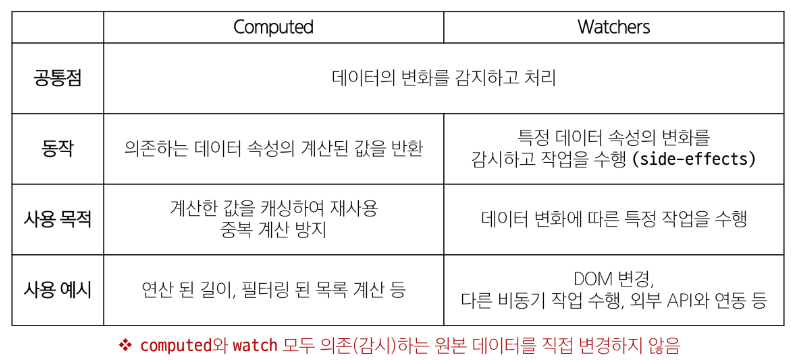 Computed Watchers
공통점 데이터의 변화를 감지하고 처리
동작 의존하는 데이터 속성의 계산된 값을 반환
특정 데이터 속성의 변화를
감시하고 작업을 수행 (side-effects)
사용 목적
계산한 값을 캐싱하여 재사용
중복 계산 방지
데이터 변화에 따른 특정 작업을 수행
사용 예시 연산 된 길이, 필터링 된 목록 계산 등
DOM 변경,
다른 비동기 작업 수행, 외부 API와 연동 등
❖ computed와 watch 모두 의존(감시)하는 원본 데이터를 직접 변경하지 않음